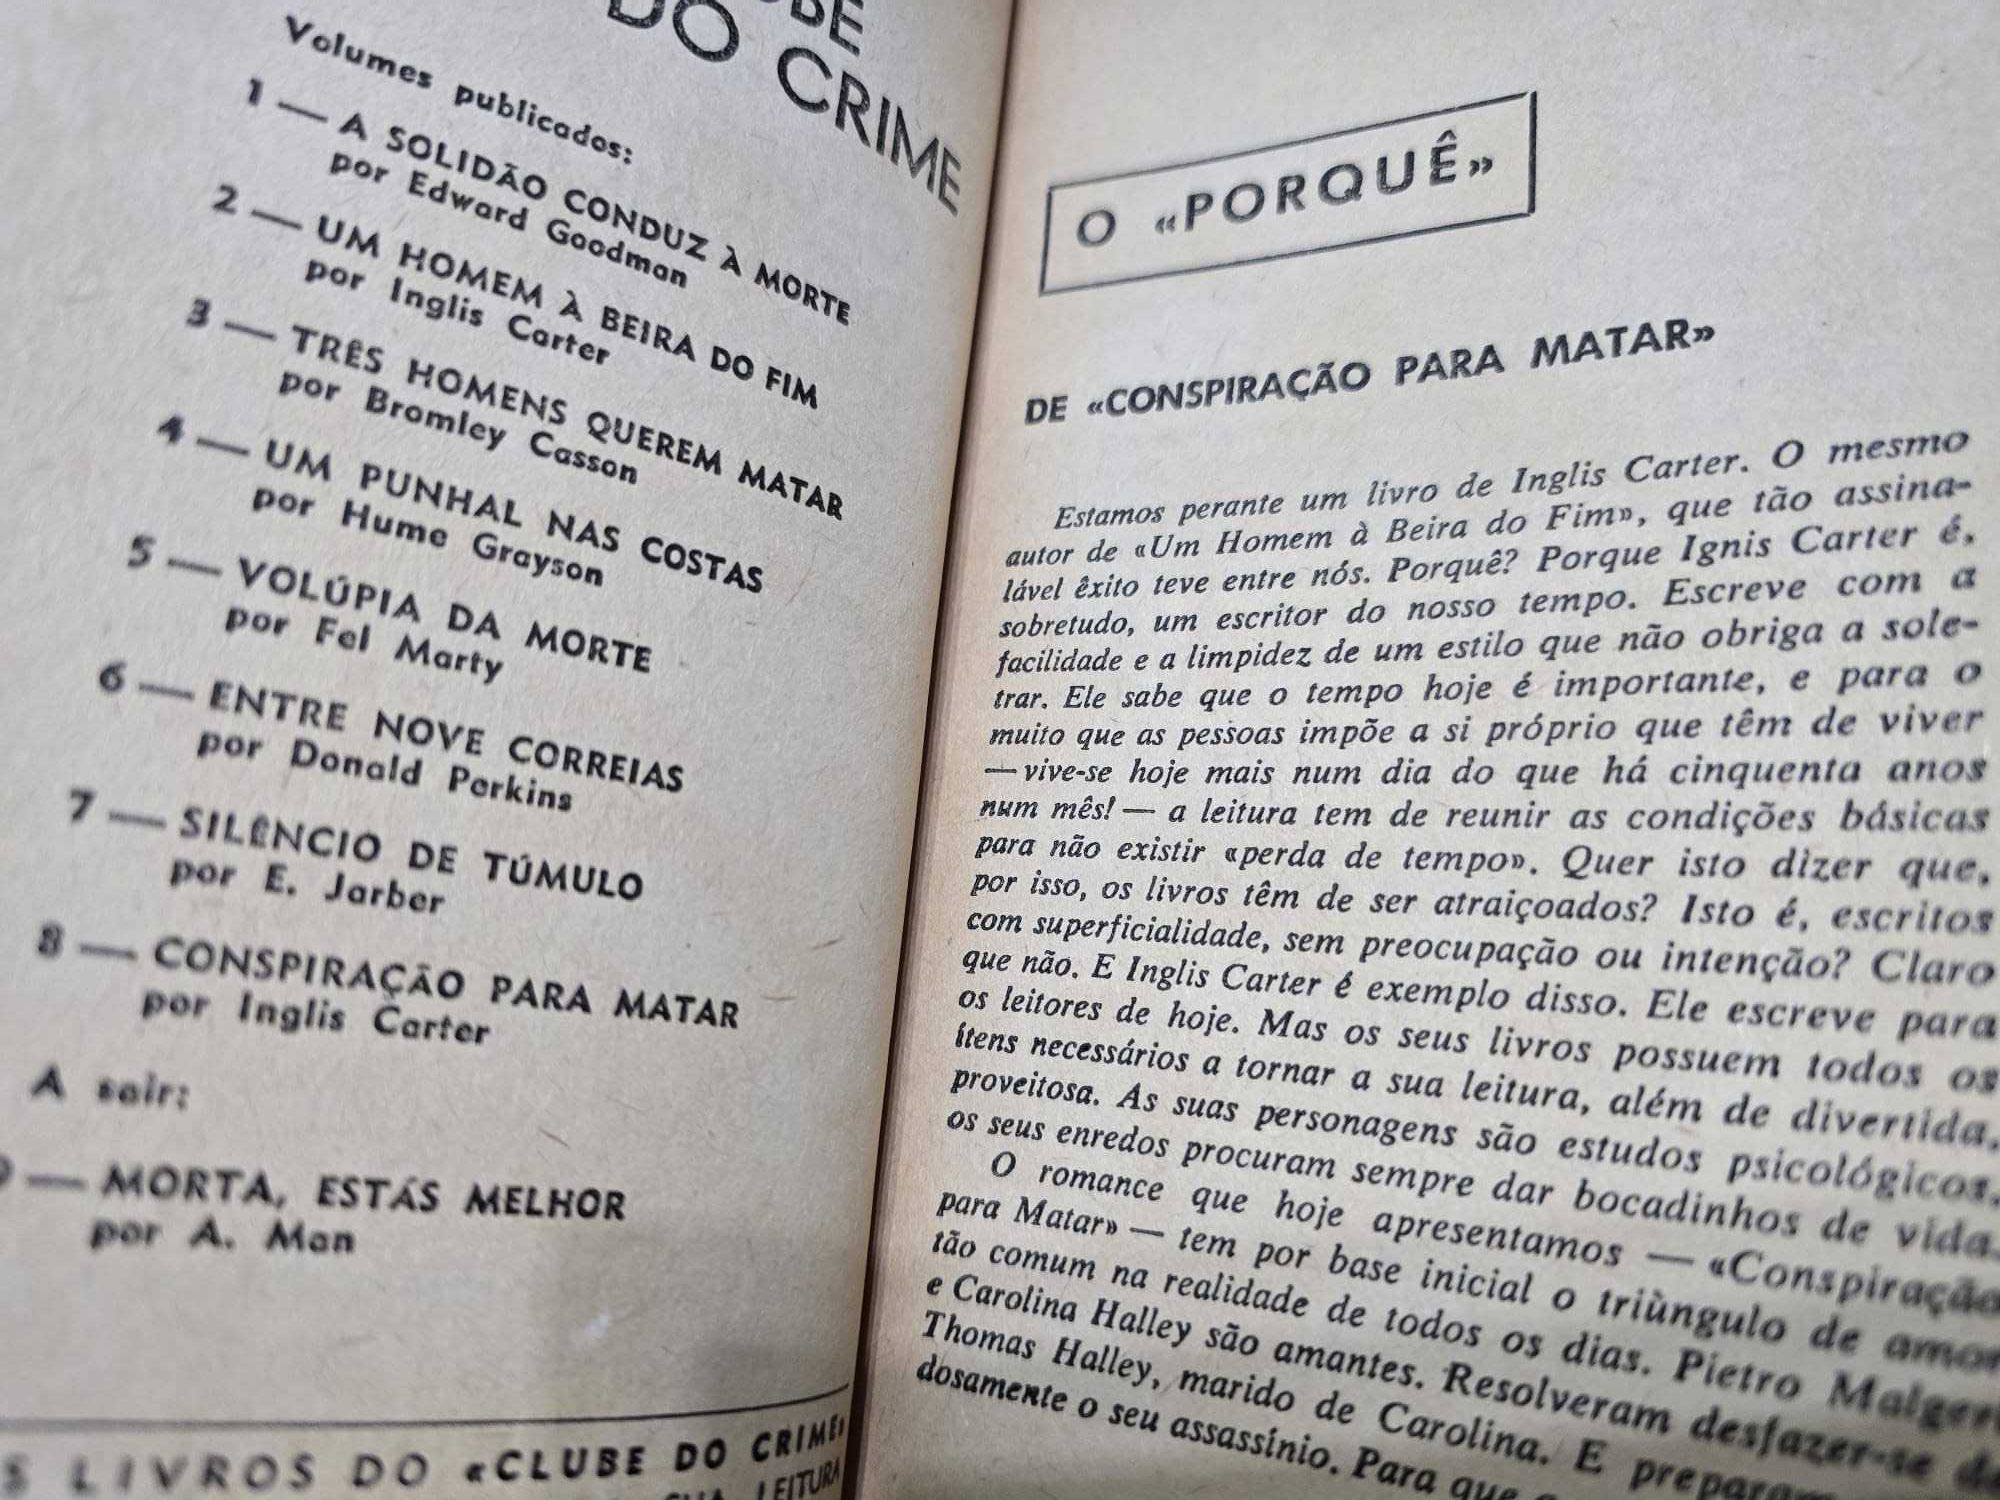 DO CRIME
Volumes publicados:
1 — A SOLIDÃO CONDUZ À MORTE
por Edward Goodman
2 — UM HOMEM À BEIRA DO FIM
por Inglis Carter
3 — TRÊS HOMENS QUEREM MATAR
por Bromley Casson
4 — UM PUNHAL NAS COSTAS
por Hume Grayson
5 — VOLÚPIA DA MORTE
por Fel Marty
6 — ENTRE NOVE CORREIAS
por Donald Perkins
7 — SILÊNCIO DE TÚMULO
por E. Jarber
8 — CONSPIRAÇÃO PARA MATAR
por Inglis Carter
A sair:
9 — MORTA, ESTÁS MELHOR
por A. Man
S LIVROS DO «CLUBE DO CRIME»
SUA LEITURA
O «PORQUÊ»
DE «CONSPIRAÇÃO PARA MATAR»
Estamos perante um livro de Inglis Carter. O mesmo
autor de «Um Homem à Beira do Fim», que tão assina-
lável êxito teve entre nós. Porquê? Porque Ignis Carter é,
sobretudo, um escritor do nosso tempo. Escreve com a
facilidade e a limpidez de um estilo que não obriga a sole-
trar. Ele sabe que o tempo hoje é importante, e para o
muito que as pessoas impõe a si próprio que têm de viver
— vive-se hoje mais num dia do que há cinquenta anos
num mês! — a leitura tem de reunir as condições básicas
para não existir «perda de tempo». Quer isto dizer que,
por isso, os livros têm de ser atraiçoados? Isto é, escritos
com superficialidade, sem preocupação ou intenção? Claro
que não. E Inglis Carter é exemplo disso. Ele escreve para
os leitores de hoje. Mas os seus livros possuem todos os
ítens necessários a tornar a sua leitura, além de divertida,
proveitosa. As suas personagens são estudos psicológicos,
os seus enredos procuram sempre dar bocadinhos de vida.
O romance que hoje apresentamos — «Conspiração
para Matar» — tem por base inicial o triùngulo de amor
tão comum na realidade de todos os dias. Pietro Malgeri
e Carolina Halley são amantes. Resolveram desfazer-se de
Thomas Halley, marido de Carolina. E preparam
dosamente o seu assassínio. Para que